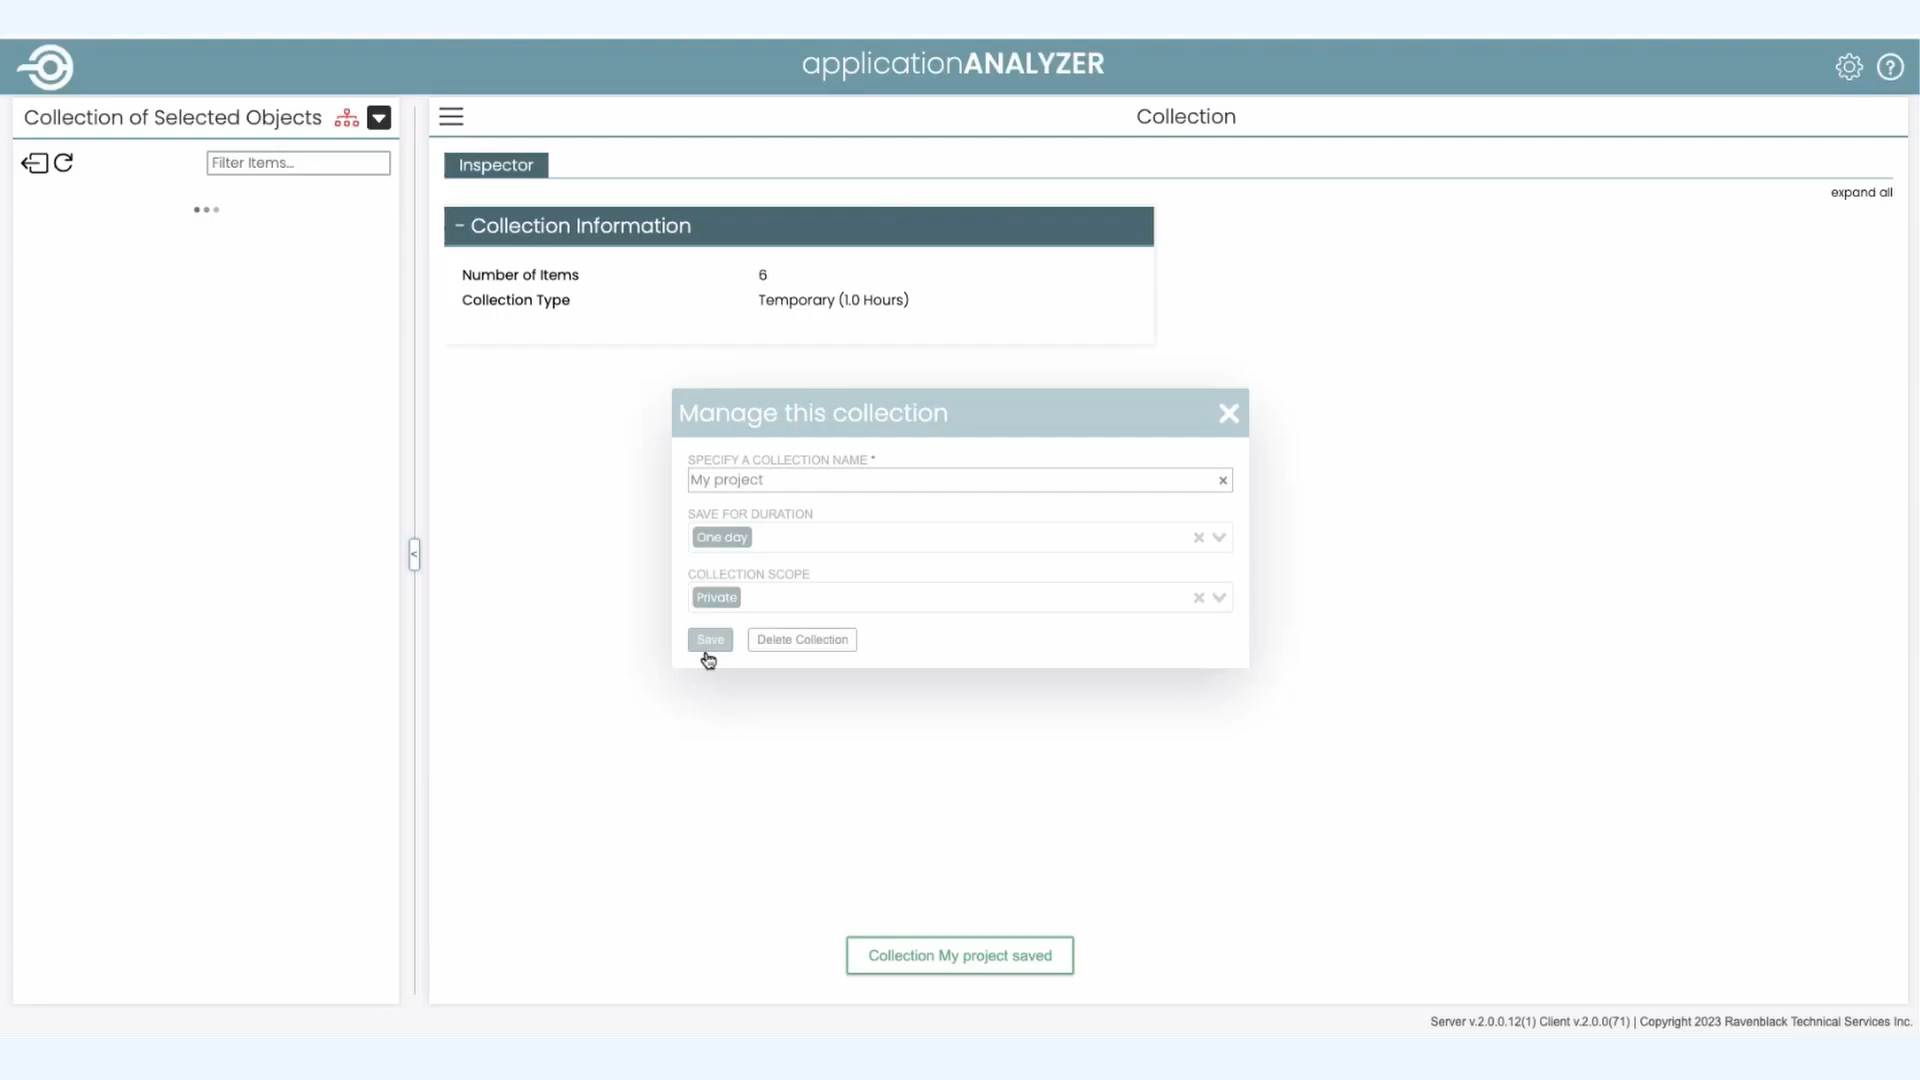 applicationANALYZER
Collection of Selected Objects
Filter Items...
Collection
Inspector
expand all
- Collection Information
Number of Items 6
Collection Type Temporary (1.0 Hours)
Manage this collection
SPECIFY A COLLECTION NAME *
My project
SAVE FOR DURATION
One day
COLLECTION SCOPE
Private
Save Delete Collection
Collection My project saved
Server v.2.0.0.12(1) Client v.2.0.0(71) | Copyright 2023 Ravenblack Technical Services Inc.